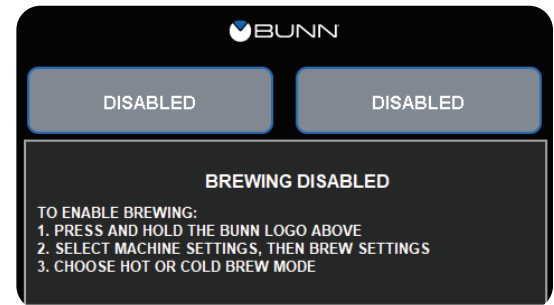 BUNN
DISABLED
DISABLED
BREWING DISABLED
TO ENABLE BREWING:
1. PRESS AND HOLD THE BUNN LOGO ABOVE
2. SELECT MACHINE SETTINGS, THEN BREW SETTINGS
3. CHOOSE HOT OR COLD BREW MODE